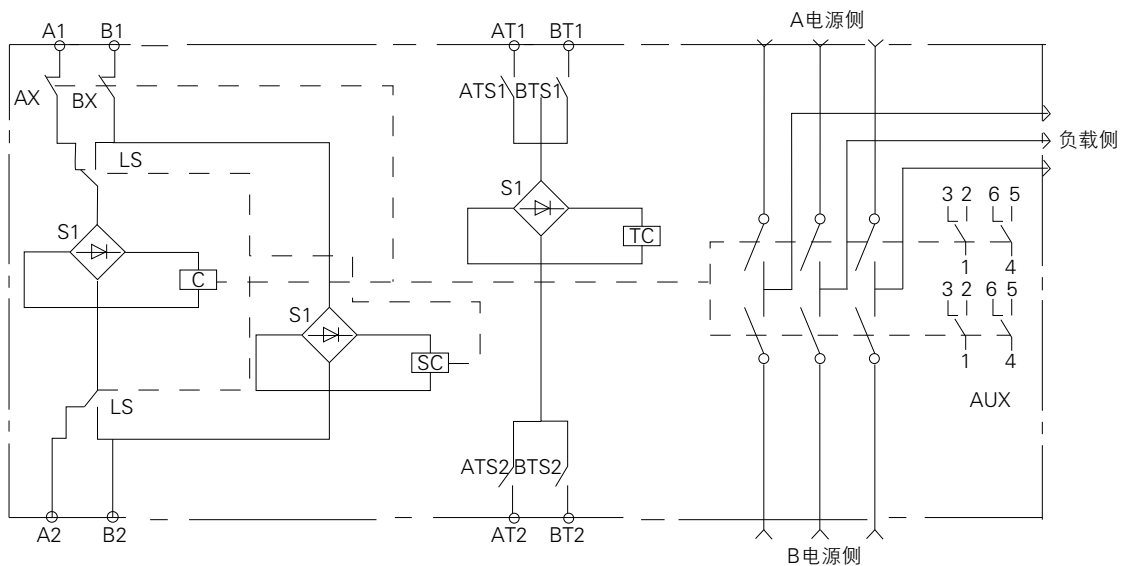 A1 B1
AT1 BT1
A电源侧
ATS1 BTS1
AX BX
负载侧
LS
S1
3 2 6 5
S1
TC
1 4
C
3 2 6 5
S1
SC
1 4
AUX
LS
ATS2 BTS2
A2 B2
AT2 BT2
B电源侧